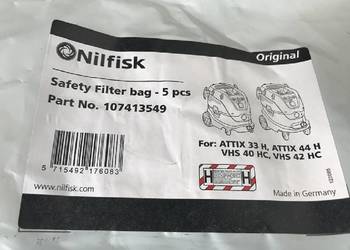 Nilfisk
Original
Safety Filter bag - 5 pcs
Part No. 107413549
For: ATTIX 33 H, ATTIX 44 H
VHS 40 HC, VHS 42 HC
5 715492 176083
H H
www.nilfisk.com
Made in Germany